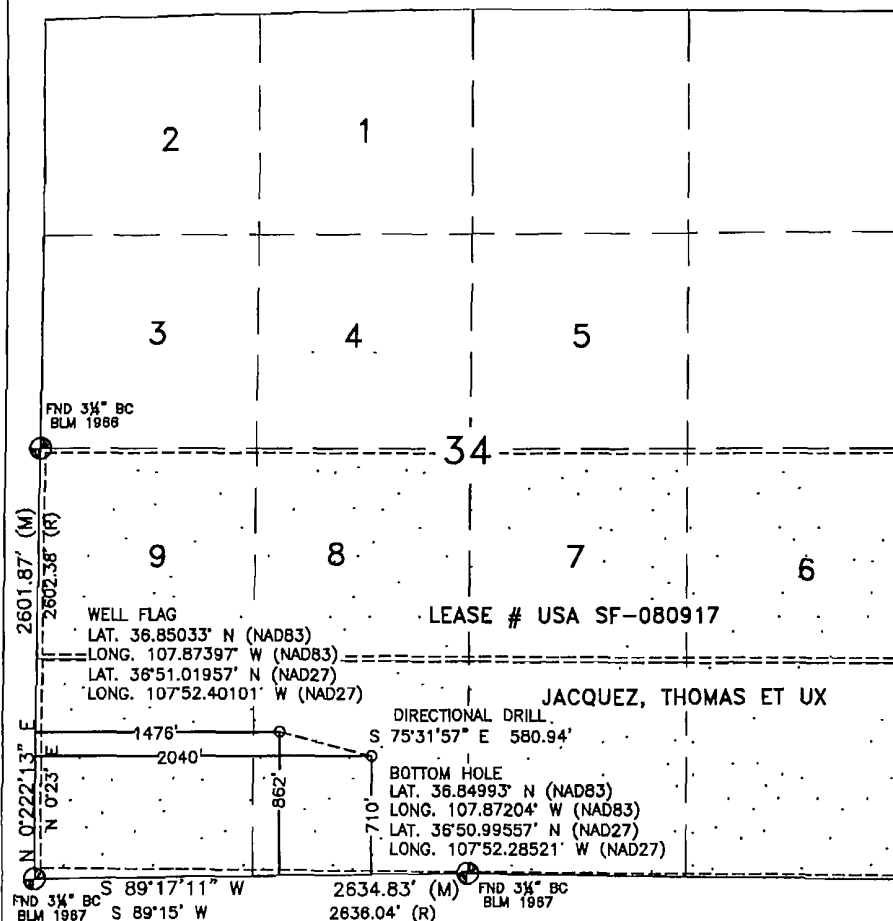 2
1
3
4
5
FND 3¼" BC
BLM 1966
34
2601.87' (M)
2602.38' (R)
9
8
7
6
WELL FLAG
LAT. 36.85033° N (NAD83)
LONG. 107.87397° W (NAD83)
LAT. 36°51.01957' N (NAD27)
LONG. 107°52.40101' W (NAD27)
LEASE # USA SF-080917
JACQUEZ, THOMAS ET UX
DIRECTIONAL DRILL
S 75°31'57" E 580.94'
1476'
2040'
862'
710'
BOTTOM HOLE
LAT. 36.84993° N (NAD83)
LONG. 107.87204° W (NAD83)
LAT. 36°50.99557' N (NAD27)
LONG. 107°52.28521' W (NAD27)
N 0°222'13" E
N 0°23' E
FND 3¼" BC
BLM 1967
S 89°17'11" W
S 89°15' W
2634.83' (M)
2636.04' (R)
FND 3¼" BC
BLM 1967